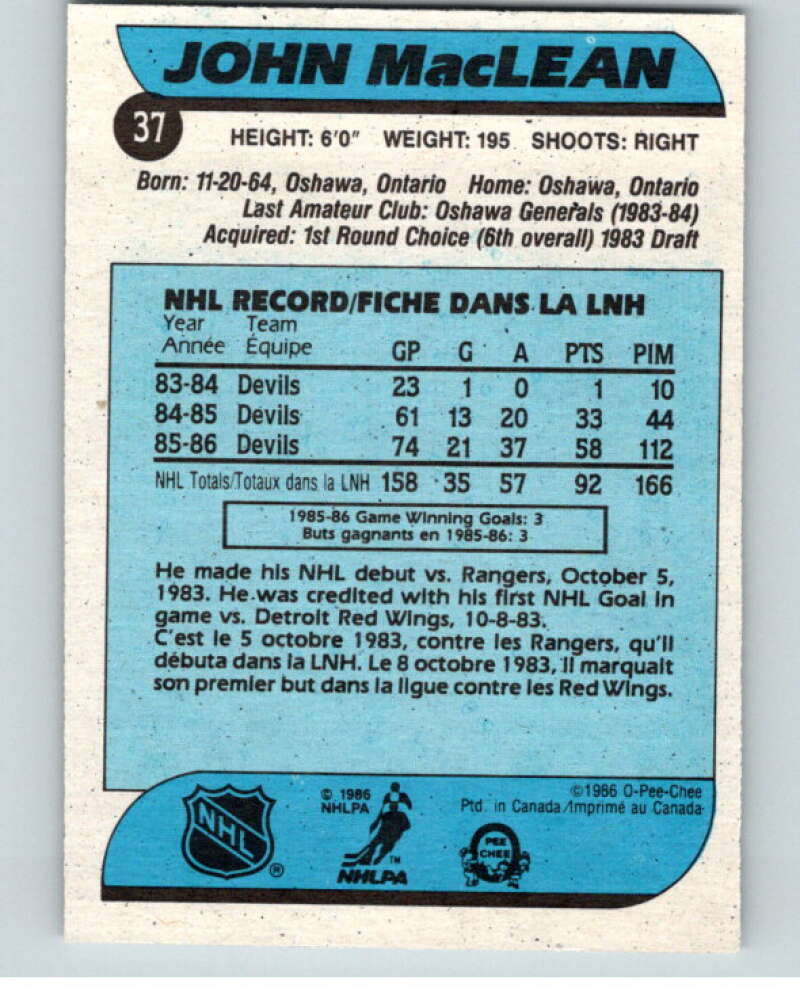 JOHN MacLEAN
37
HEIGHT: 6'0" WEIGHT: 195 SHOOTS: RIGHT
Born: 11-20-64, Oshawa, Ontario Home: Oshawa, Ontario
Last Amateur Club: Oshawa Generals (1983-84)
Acquired: 1st Round Choice (6th overall) 1983 Draft
NHL RECORD/FICHE DANS LA LNH
Year Team
Année Équipe GP G A PTS PIM
83-84 Devils 23 1 0 1 10
84-85 Devils 61 13 20 33 44
85-86 Devils 74 21 37 58 112
NHL Totals/Totaux dans la LNH 158 35 57 92 166
1985-86 Game Winning Goals: 3
Buts gagnants en 1985-86: 3
He made his NHL debut vs. Rangers, October 5,
1983. He was credited with his first NHL Goal in
game vs. Detroit Red Wings, 10-8-83.
C'est le 5 octobre 1983, contre les Rangers, qu'il
débuta dans la LNH. Le 8 octobre 1983, il marquait
son premier but dans la ligue contre les Red Wings.
NHL
®
© 1986
NHLPA
TM
NHLPA
©1986 O-Pee-Chee
Ptd. in Canada/Imprimé au Canada
PEE
CHEE